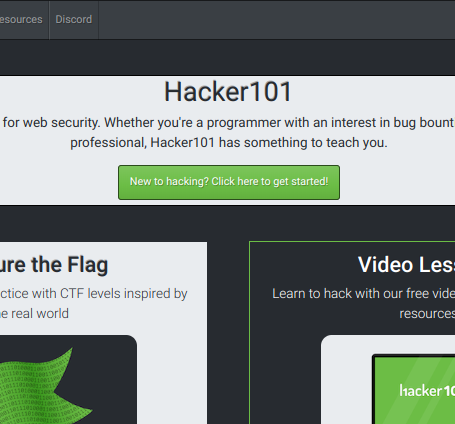 esources Discord
Hacker101
for web security. Whether you're a programmer with an interest in bug bount
professional, Hacker101 has something to teach you.
New to hacking? Click here to get started!
ure the Flag
ctice with CTF levels inspired by
e real world
Video Less
Learn to hack with our free vide
resources
hacker10